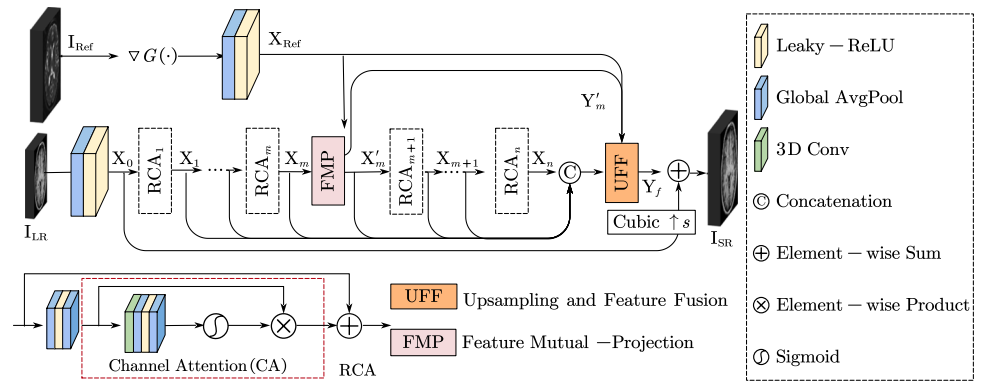 I_Ref
▽ G(·)
X_Ref
Y′_m
I_LR
X_0
RCA_1
X_1
RCA_m
X_m
FMP
X′_m
RCA_{m+1}
X_{m+1}
RCA_n
X_n
©
UFF
Y_f
Cubic ↑ s
I_SR
Channel Attention (CA)
RCA
UFF
Upsampling and Feature Fusion
FMP
Feature Mutual −Projection
Leaky − ReLU
Global AvgPool
3D Conv
© Concatenation
Element − wise Sum
Element − wise Product
Sigmoid